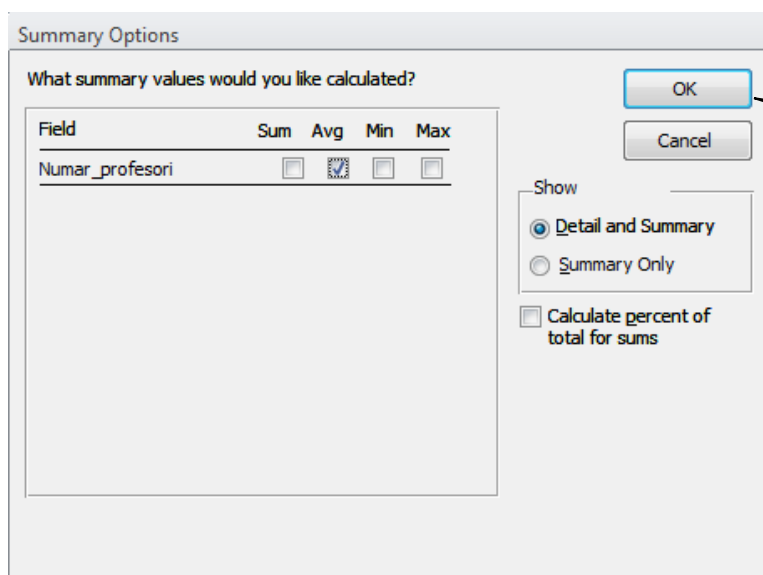 Summary Options
What summary values would you like calculated?
OK
Field Sum Avg Min Max
Cancel
Numar_profesori
Show
Detail and Summary
Summary Only
Calculate percent of
total for sums